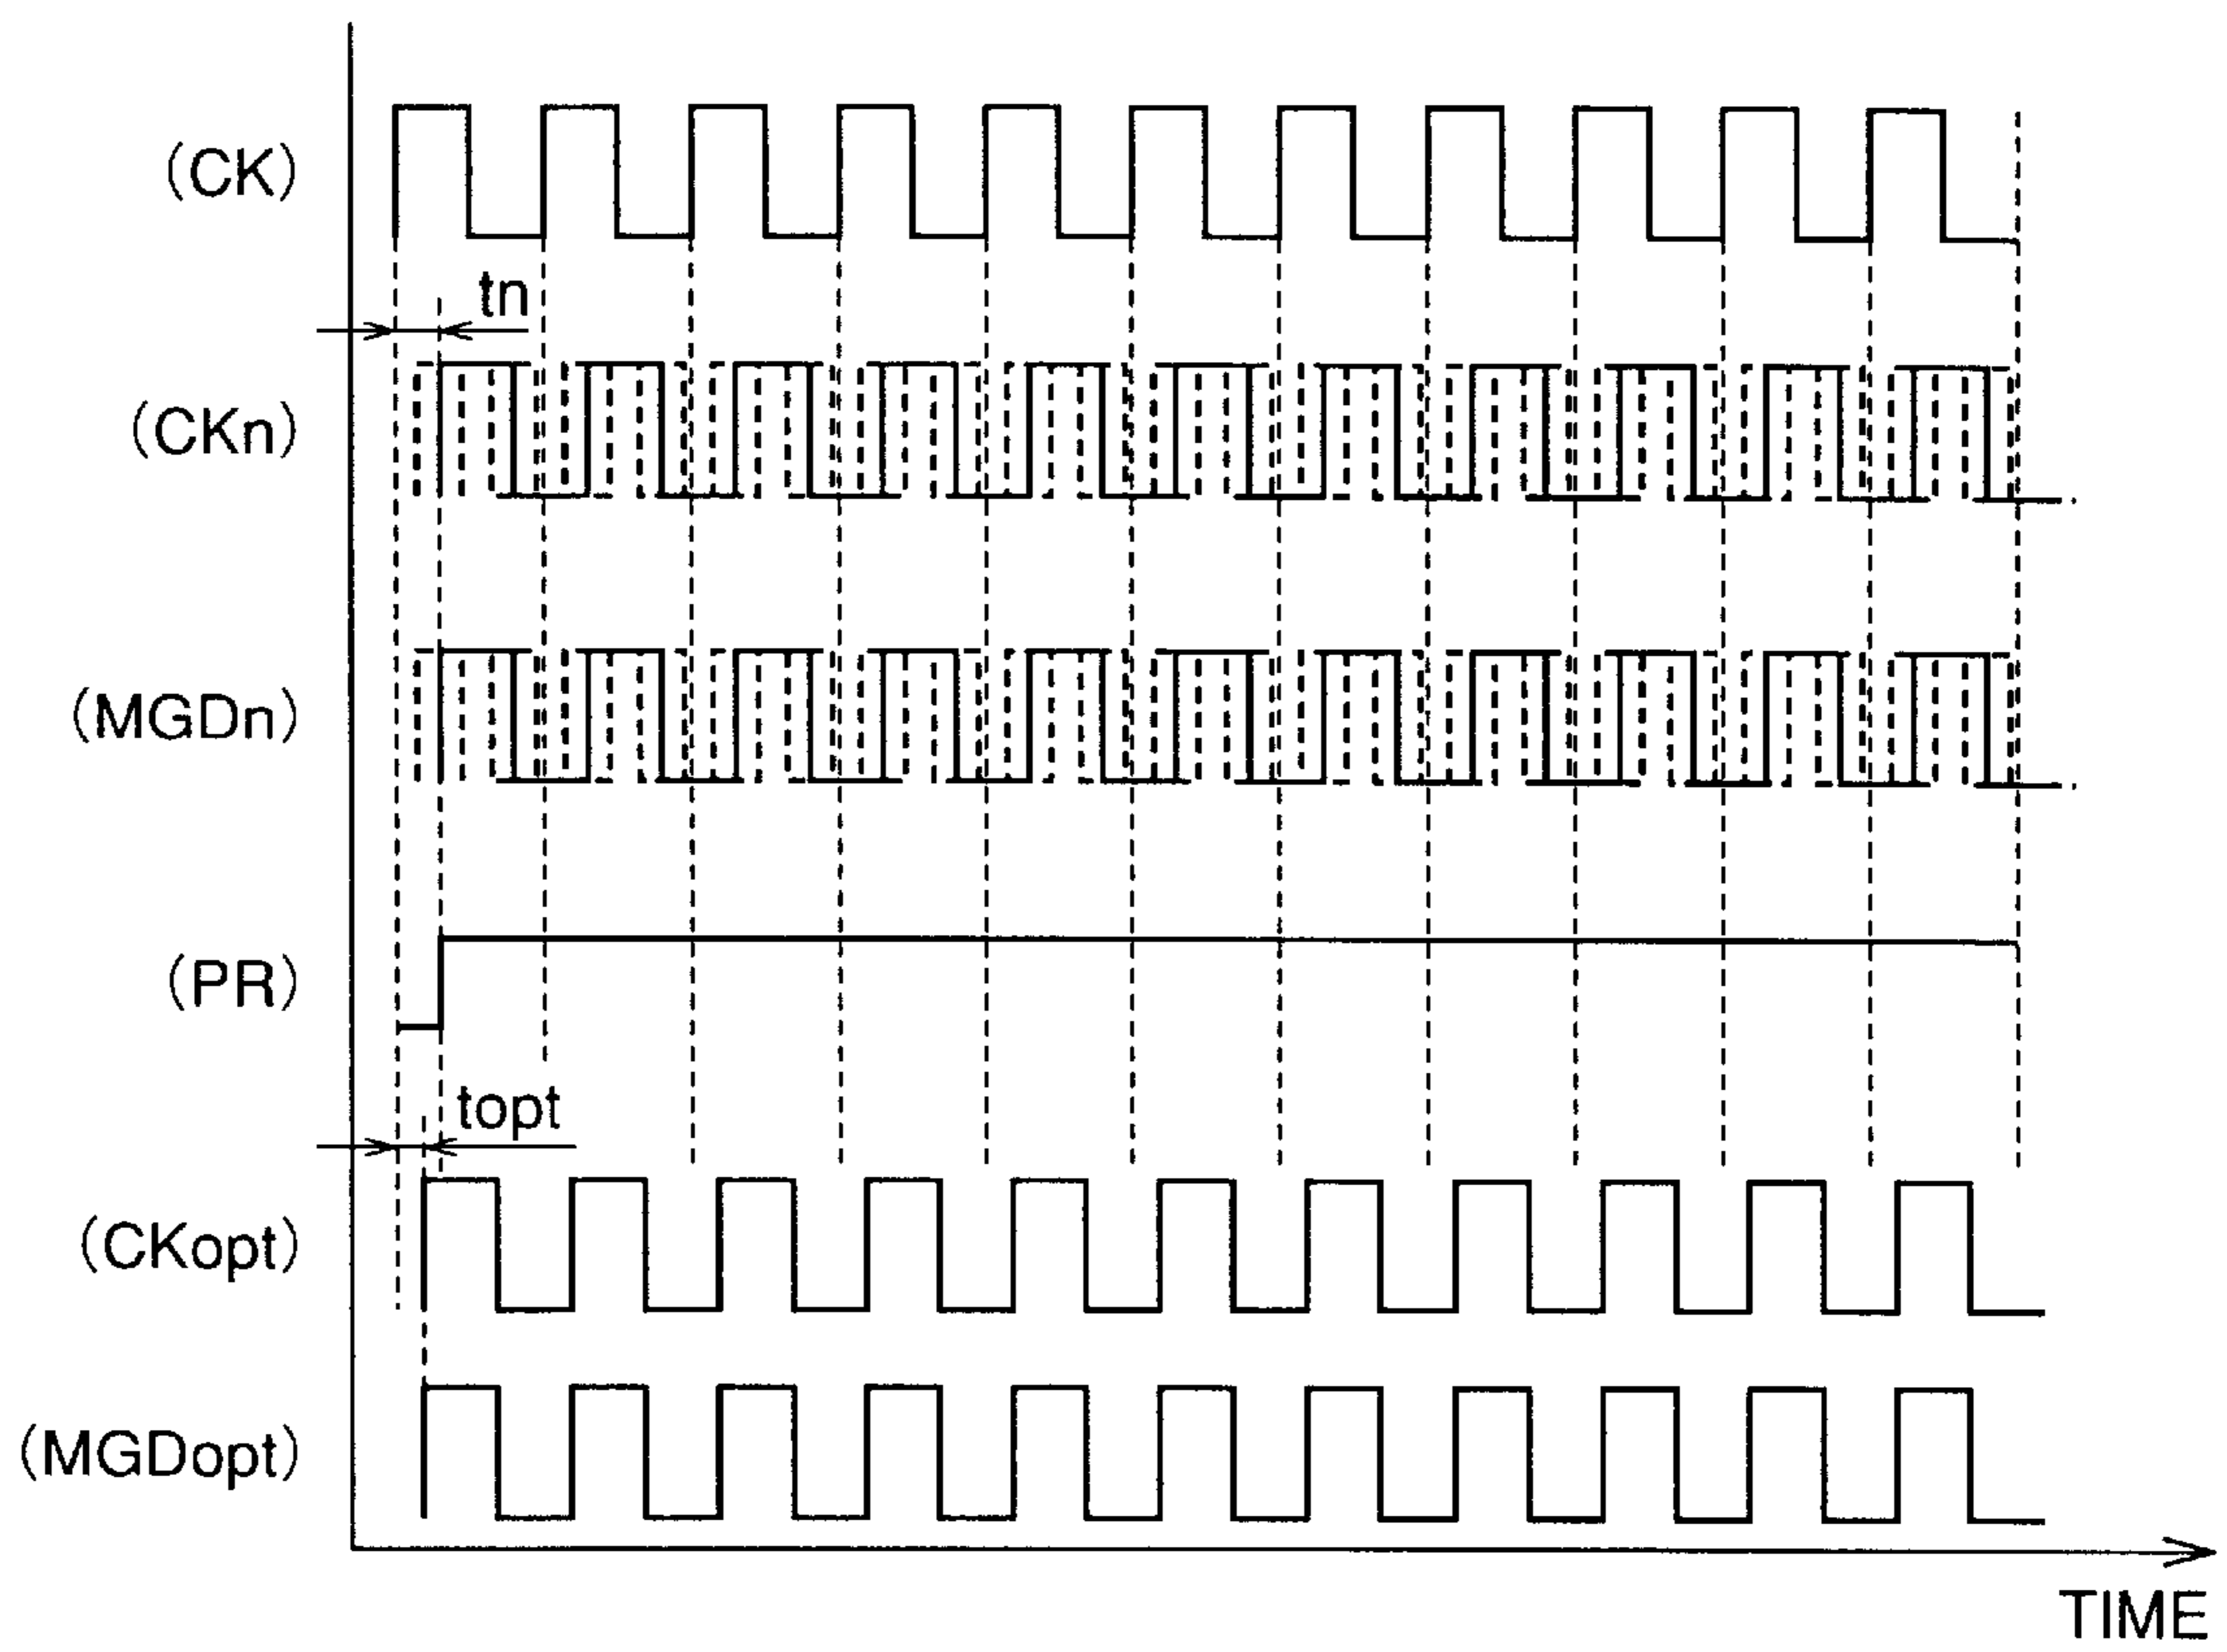 (CK)
tn
(CKn)
(MGDn)
(PR)
topt
(CKopt)
(MGDopt)
TIME